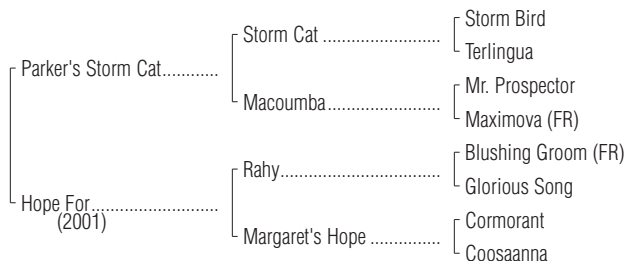 Storm Bird
Storm Cat ........................
Terlingua
Parker's Storm Cat............
Mr. Prospector
Macoumba.......................
Maximova (FR)
Blushing Groom (FR)
Rahy................................
Glorious Song
Hope For..........................
(2001)
Cormorant
Margaret's Hope ..............
Coosaanna